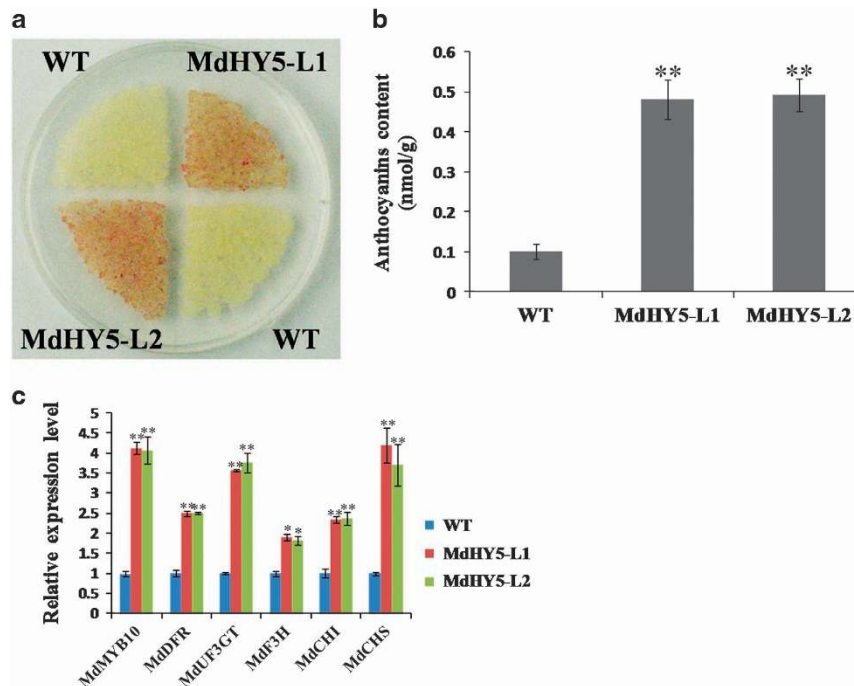 a
WT
MdHY5-L1
MdHY5-L2
WT
b
Anthocyanins content
(nmol/g)
0.6
0.5
0.4
0.3
0.2
0.1
0
**
**
WT
MdHY5-L1
MdHY5-L2
c
Relative expression level
5
4.5
4
3.5
3
2.5
2
1.5
1
0.5
0
** **
** **
** **
* *
** **
** **
MdMYB10
MdDFR
MdUF3GT
MdF3H
MdCHI
MdCHS
WT
MdHY5-L1
MdHY5-L2